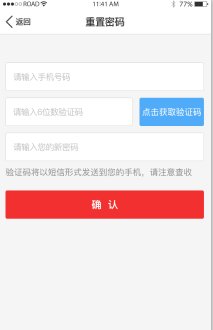 ROAD 11:41 AM 77%
返回 重置密码
请输入手机号码
请输入6位数验证码 点击获取验证码
请输入您的新密码
验证码将以短信形式发送到您的手机，请注意查收
确 认